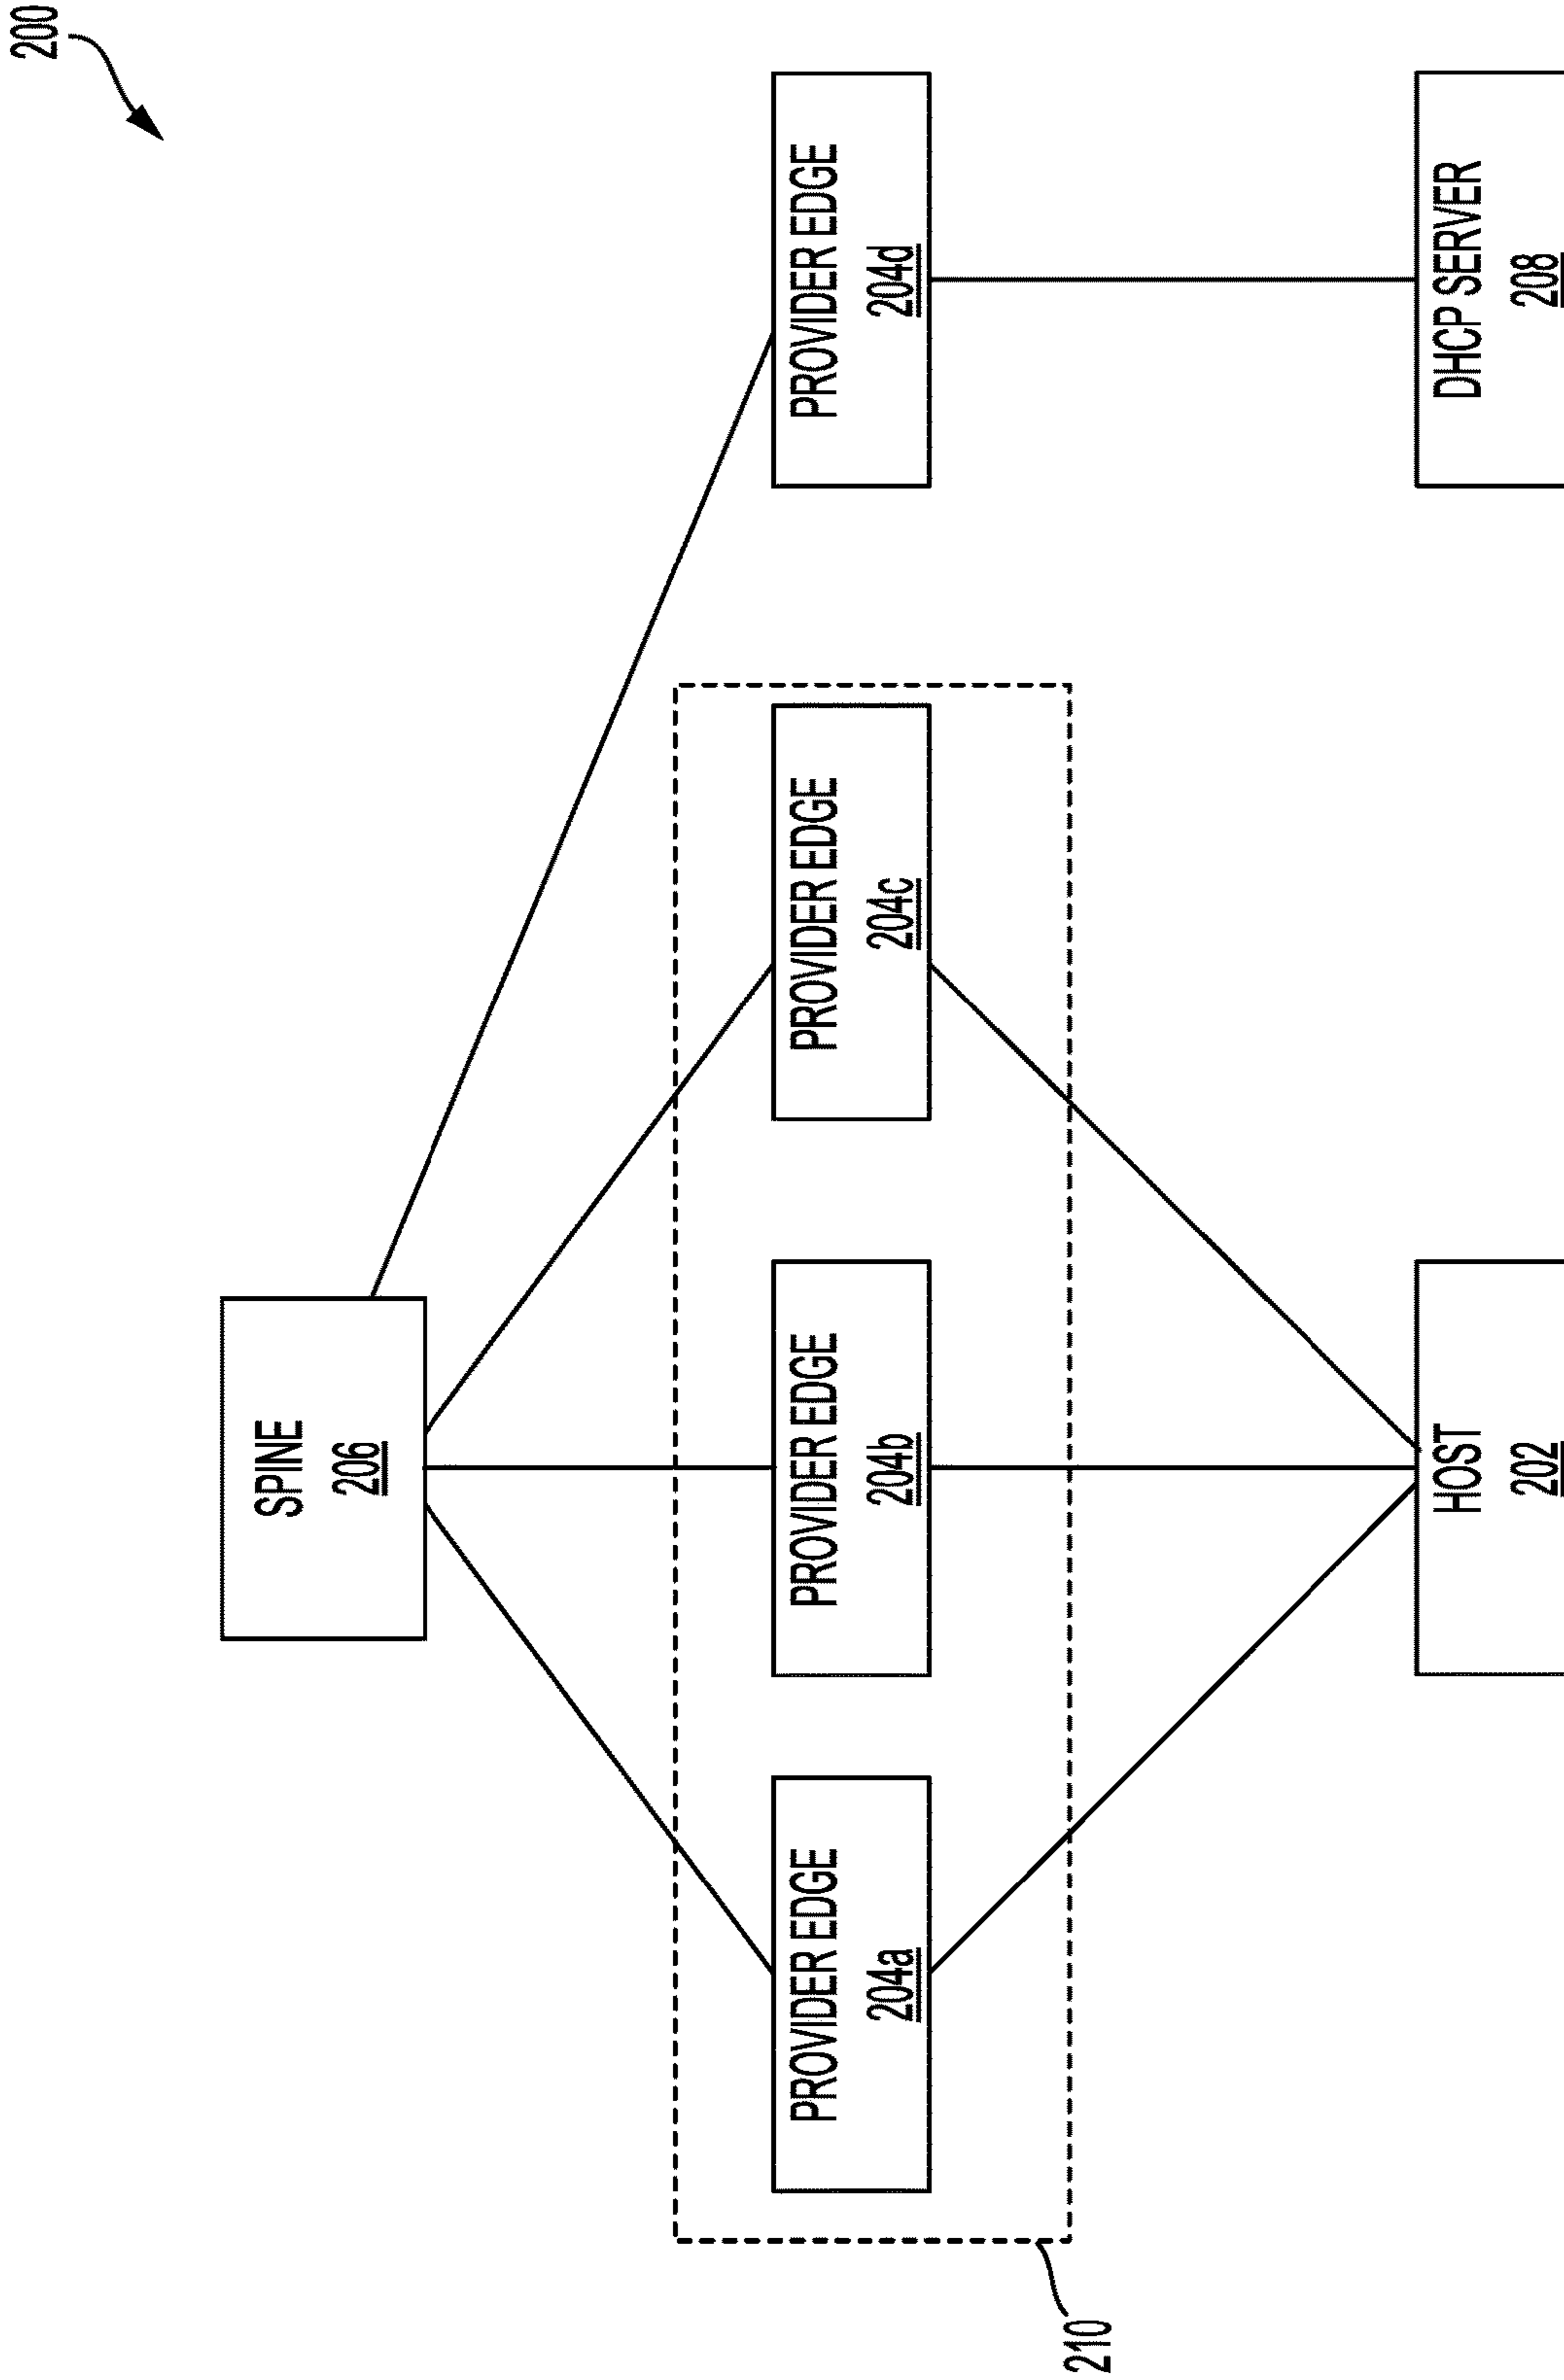 200
SPINE
206
PROVIDER EDGE
204a
PROVIDER EDGE
204b
PROVIDER EDGE
204c
PROVIDER EDGE
204d
210
HOST
202
DHCP SERVER
208